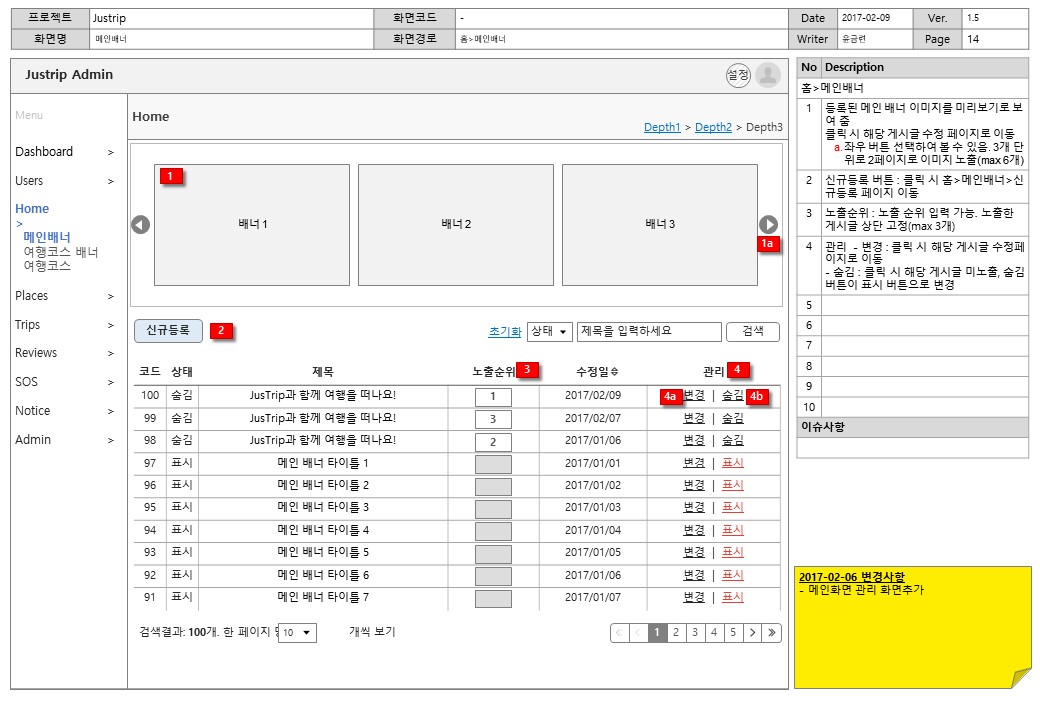 프로젝트 Justrip 화면코드 - Date 2017-02-09 Ver. 1.5
화면명 메인배너 화면경로 홈>메인배너 Writer 윤금련 Page 14
Justrip Admin 설정
Menu
Dashboard >
Users >
Home
>
메인배너
여행코스 배너
여행코스
Places >
Trips >
Reviews >
SOS >
Notice >
Admin >
Home
Depth1 > Depth2 > Depth3
1
배너 1 배너 2 배너 3
1a
신규등록 2 초기화 상태 제목을 입력하세요 검색
코드 상태 제목 노출순위 3 수정일 관리 4
100 숨김 JusTrip과 함께 여행을 떠나요! 1 2017/02/09 4a 변경 | 숨김 4b
99 숨김 JusTrip과 함께 여행을 떠나요! 3 2017/02/07 변경 | 숨김
98 숨김 JusTrip과 함께 여행을 떠나요! 2 2017/01/06 변경 | 숨김
97 표시 메인 배너 타이틀 1 2017/01/01 변경 | 표시
96 표시 메인 배너 타이틀 2 2017/01/02 변경 | 표시
95 표시 메인 배너 타이틀 3 2017/01/03 변경 | 표시
94 표시 메인 배너 타이틀 4 2017/01/04 변경 | 표시
93 표시 메인 배너 타이틀 5 2017/01/05 변경 | 표시
92 표시 메인 배너 타이틀 6 2017/01/06 변경 | 표시
91 표시 메인 배너 타이틀 7 2017/01/07 변경 | 표시
검색결과: 100개. 한 페이지 10 개씩 보기 < 1 2 3 4 5 > >>
No Description
홈>메인배너
1 등록된 메인 배너 이미지를 미리보기로 보
여 줌
클릭 시 해당 게시글 수정 페이지로 이동
a. 좌우 버튼 선택하여 볼 수 있음. 3개 단
위로 2페이지로 이미지 노출(max 6개)
2 신규등록 버튼 : 클릭 시 홈>메인배너>신
규등록 페이지 이동
3 노출순위 : 노출 순위 입력 가능. 노출한
게시글 상단 고정(max 3개)
4 관리 - 변경 : 클릭 시 해당 게시글 수정페
이지로 이동
- 숨김 : 클릭 시 해당 게시글 미노출, 숨김
버튼이 표시 버튼으로 변경
5
6
7
8
9
10
이슈사항
2017-02-06 변경사항
- 메인화면 관리 화면추가